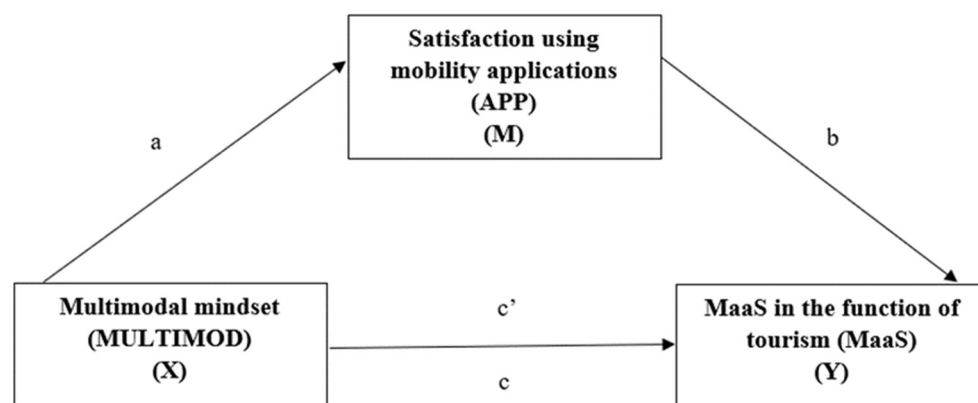 Satisfaction using
mobility applications
(APP)
(M)
a
b
Multimodal mindset
(MULTIMOD)
(X)
c’
c
MaaS in the function of
tourism (MaaS)
(Y)